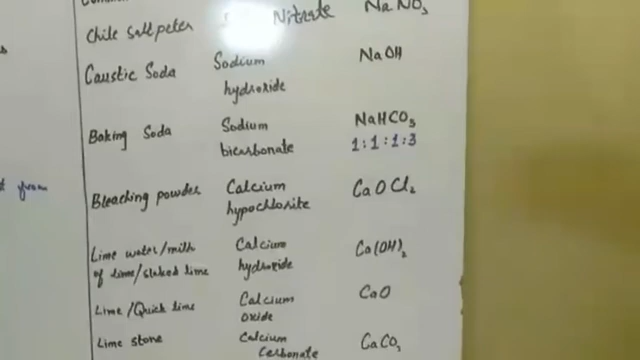 Chile saltpeter Nitrate NaNO3
Caustic Soda Sodium NaOH
hydroxide
Baking Soda Sodium NaHCO3
bicarbonate 1:1:1:3
Bleaching powder Calcium CaOCl2
hypochlorite
Lime water/milk Calcium Ca(OH)2
of lime/slaked lime hydroxide
from
Lime/Quick lime Calcium CaO
oxide
Lime stone Calcium CaCO3
Carbonate